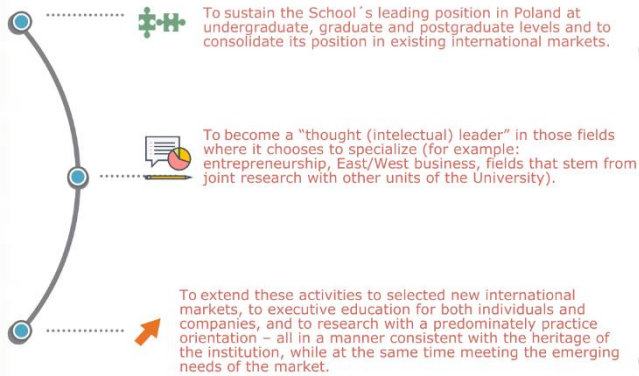 To sustain the School´s leading position in Poland at
undergraduate, graduate and postgraduate levels and to
consolidate its position in existing international markets.
To become a “thought (intelectual) leader” in those fields
where it chooses to specialize (for example:
entrepreneurship, East/West business, fields that stem from
joint research with other units of the University).
To extend these activities to selected new international
markets, to executive education for both individuals and
companies, and to research with a predominately practice
orientation – all in a manner consistent with the heritage of
the institution, while at the same time meeting the emerging
needs of the market.